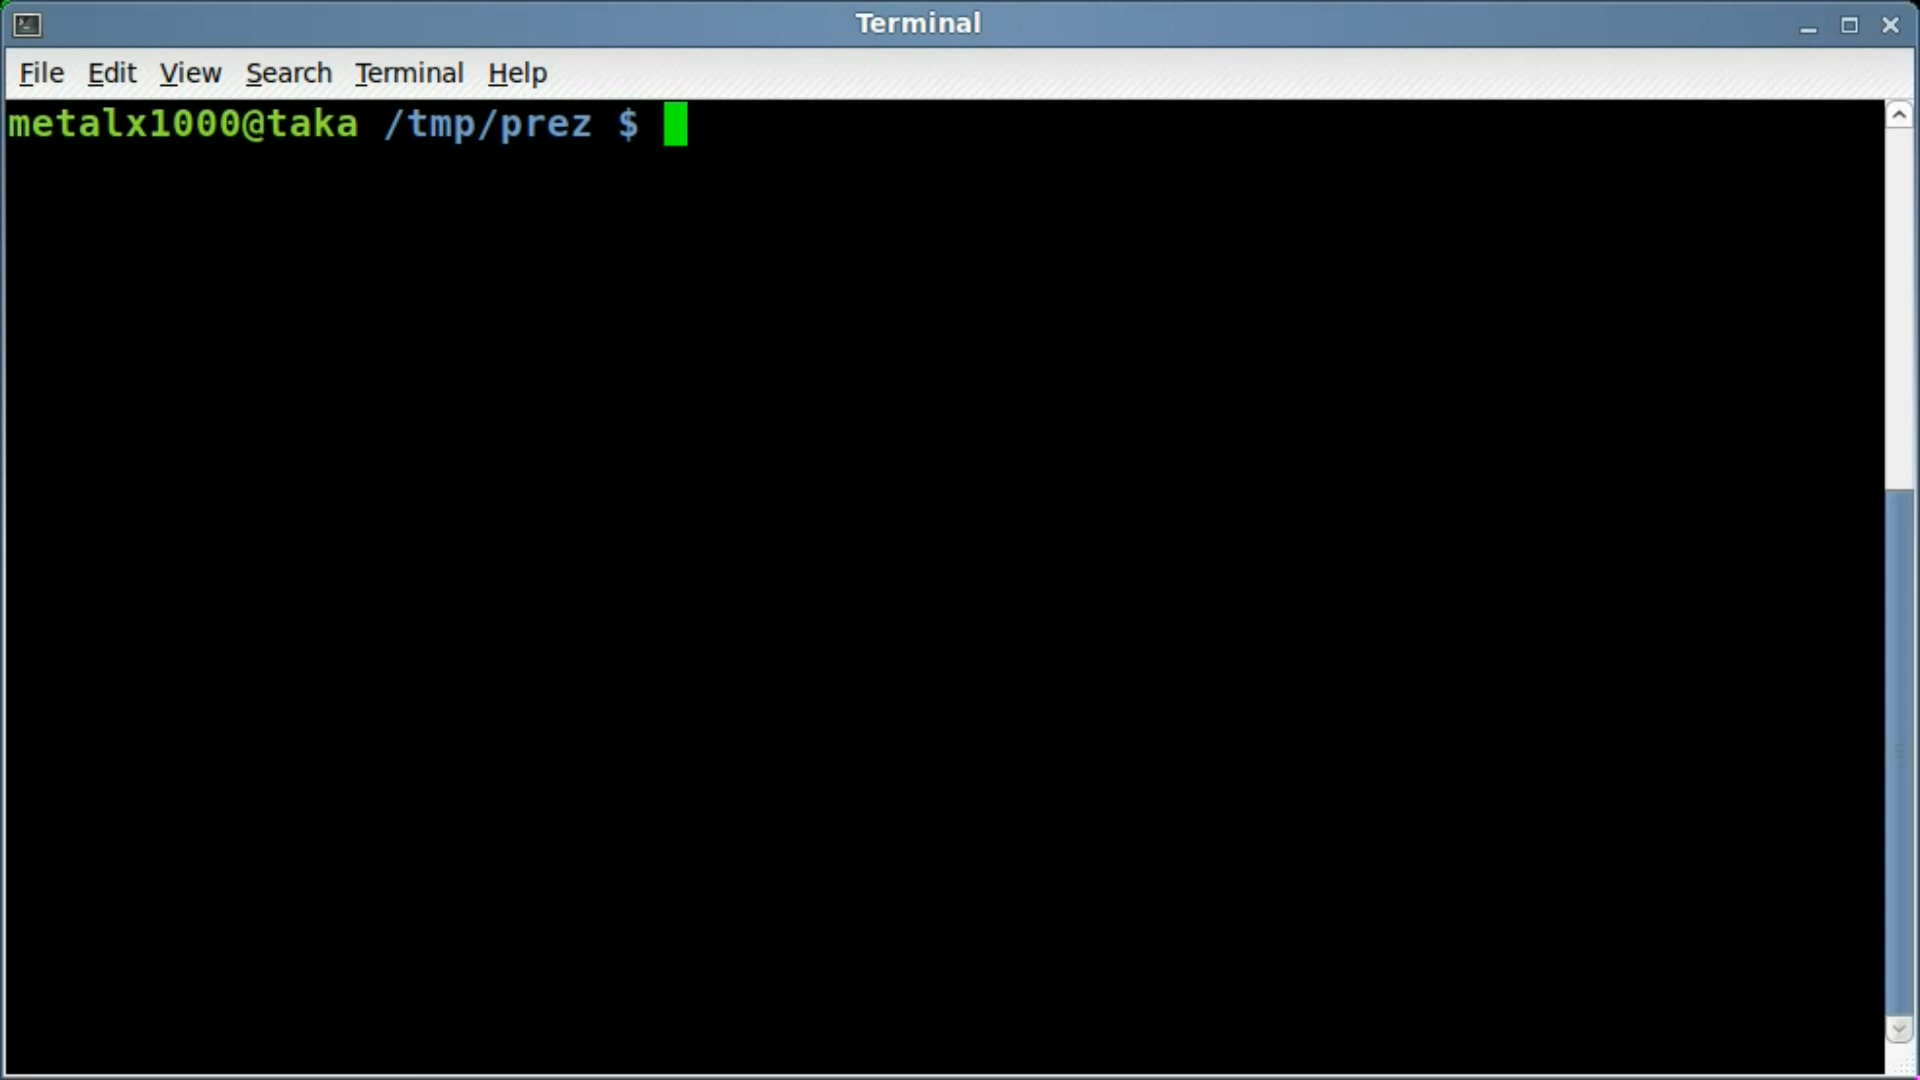 Terminal
File Edit View Search Terminal Help
metalx1000@taka /tmp/prez $